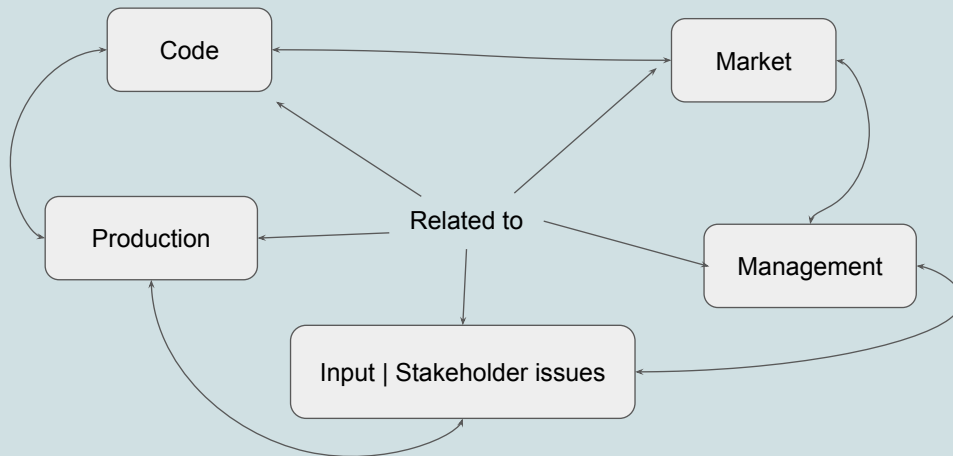 Code
Market
Related to
Production
Management
Input | Stakeholder issues